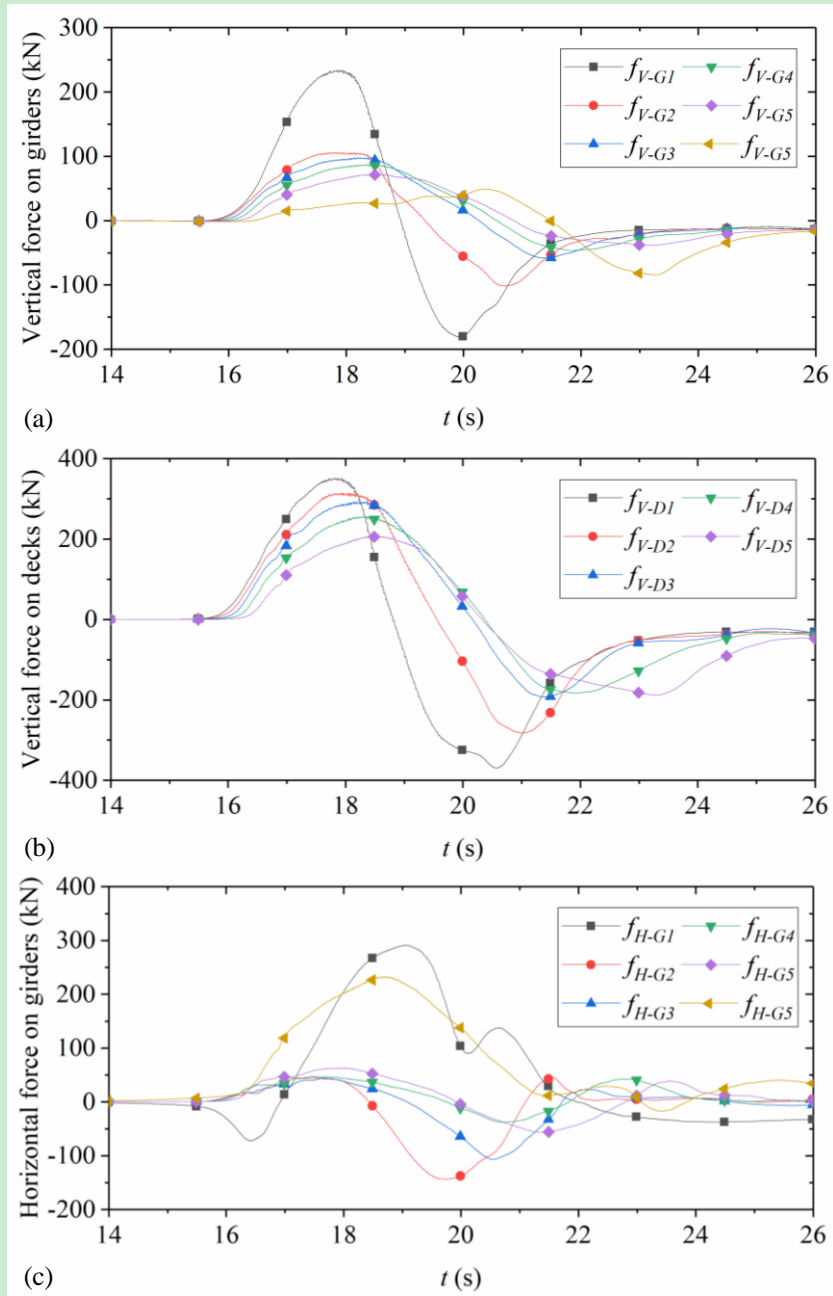 300
200
100
0
-100
-200
Vertical force on girders (kN)
f_V-G1 f_V-G4
f_V-G2 f_V-G5
f_V-G3 f_V-G5
14 16 18 20 22 24 26
(a) t (s)
400
200
0
-200
-400
Vertical force on decks (kN)
f_V-D1 f_V-D4
f_V-D2 f_V-D5
f_V-D3
14 16 18 20 22 24 26
(b) t (s)
400
300
200
100
0
-100
-200
Horizontal force on girders (kN)
f_H-G1 f_H-G4
f_H-G2 f_H-G5
f_H-G3 f_H-G5
14 16 18 20 22 24 26
(c) t (s)